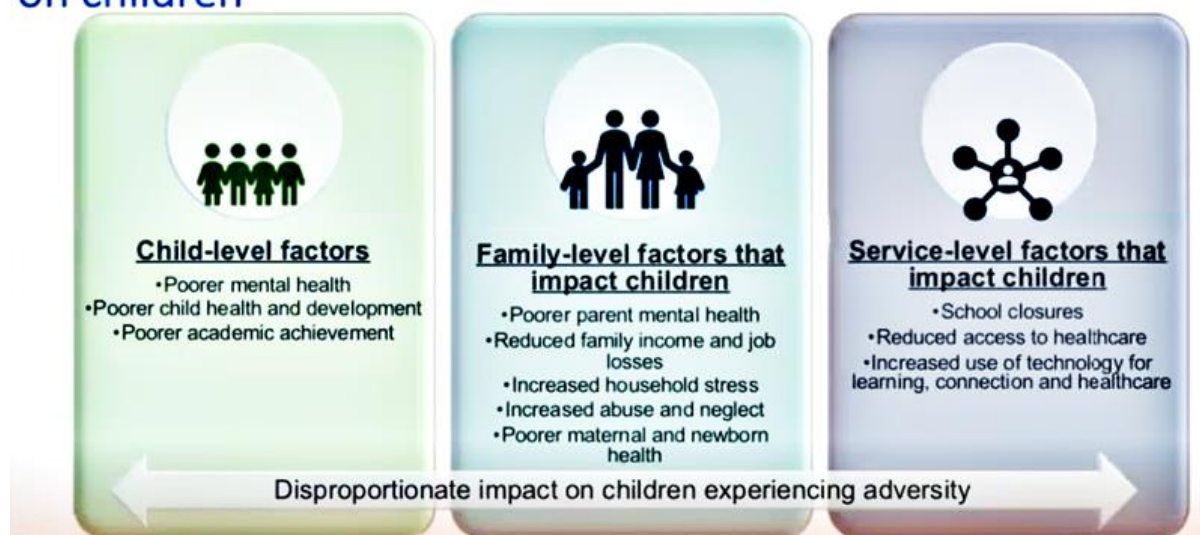 on children
Child-level factors
•Poorer mental health
•Poorer child health and development
•Poorer academic achievement
Family-level factors that
impact children
•Poorer parent mental health
•Reduced family income and job
losses
•Increased household stress
•Increased abuse and neglect
•Poorer maternal and newborn
health
Service-level factors that
impact children
•School closures
•Reduced access to healthcare
•Increased use of technology for
learning, connection and healthcare
Disproportionate impact on children experiencing adversity